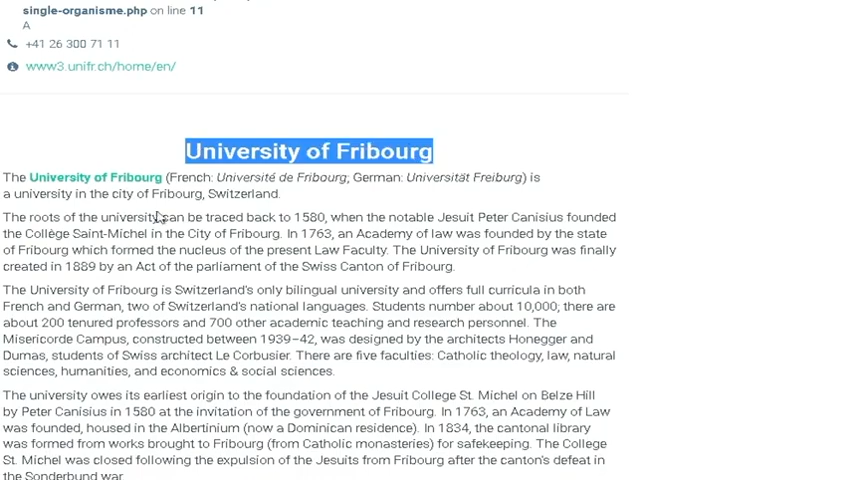 single-organisme.php on line 11
A
+41 26 300 71 11
www3.unifr.ch/home/en/
University of Fribourg
The University of Fribourg (French: Université de Fribourg; German: Universität Freiburg) is
a university in the city of Fribourg, Switzerland.
The roots of the university can be traced back to 1580, when the notable Jesuit Peter Canisius founded
the Collège Saint-Michel in the City of Fribourg. In 1763, an Academy of law was founded by the state
of Fribourg which formed the nucleus of the present Law Faculty. The University of Fribourg was finally
created in 1889 by an Act of the parliament of the Swiss Canton of Fribourg.
The University of Fribourg is Switzerland's only bilingual university and offers full curricula in both
French and German, two of Switzerland's national languages. Students number about 10,000; there are
about 200 tenured professors and 700 other academic teaching and research personnel. The
Misericorde Campus, constructed between 1939–42, was designed by the architects Honegger and
Dumas, students of Swiss architect Le Corbusier. There are five faculties: Catholic theology, law, natural
sciences, humanities, and economics & social sciences.
The university owes its earliest origin to the foundation of the Jesuit College St. Michel on Belze Hill
by Peter Canisius in 1580 at the invitation of the government of Fribourg. In 1763, an Academy of Law
was founded, housed in the Albertinium (now a Dominican residence). In 1834, the cantonal library
was formed from works brought to Fribourg (from Catholic monasteries) for safekeeping. The College
St. Michel was closed following the expulsion of the Jesuits from Fribourg after the canton's defeat in
the Sonderbund war.